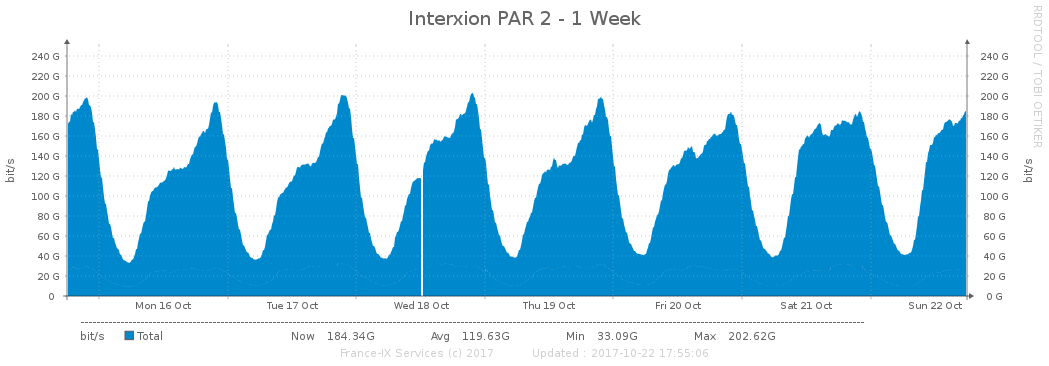 Interxion PAR 2 - 1 Week
RRDTOOL / TOBI OETIKER
bit/s
240 G 240 G
220 G 220 G
200 G 200 G
180 G 180 G
160 G 160 G
140 G 140 G
120 G 120 G
100 G 100 G
80 G 80 G
60 G 60 G
40 G 40 G
20 G 20 G
0 0 G
bit/s
Mon 16 Oct Tue 17 Oct Wed 18 Oct Thu 19 Oct Fri 20 Oct Sat 21 Oct Sun 22 Oct
bit/s Total Now 184.34G Avg 119.63G Min 33.09G Max 202.62G
France-IX Services (c) 2017 Updated : 2017-10-22 17:55:06